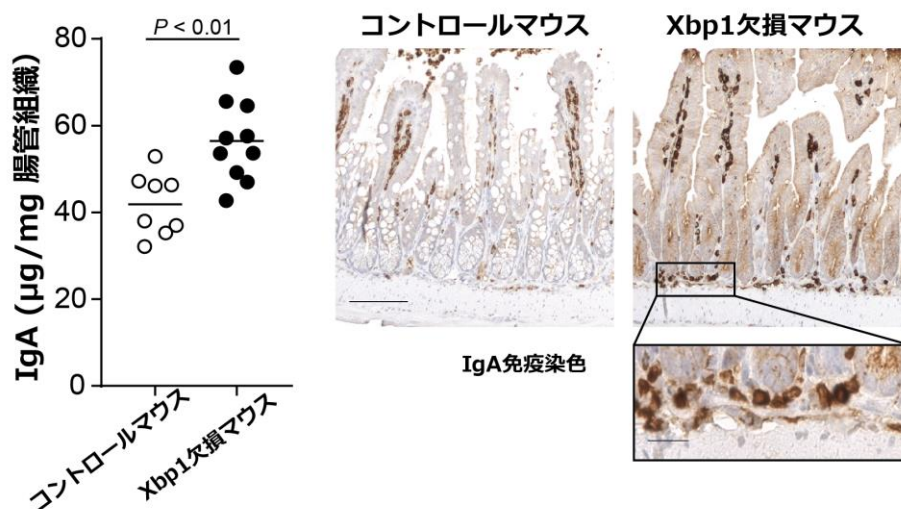 P < 0.01
80
60
40
20
0
IgA (µg/mg 腸管組織)
コントロールマウス
Xbp1欠損マウス
コントロールマウス
Xbp1欠損マウス
IgA免疫染色